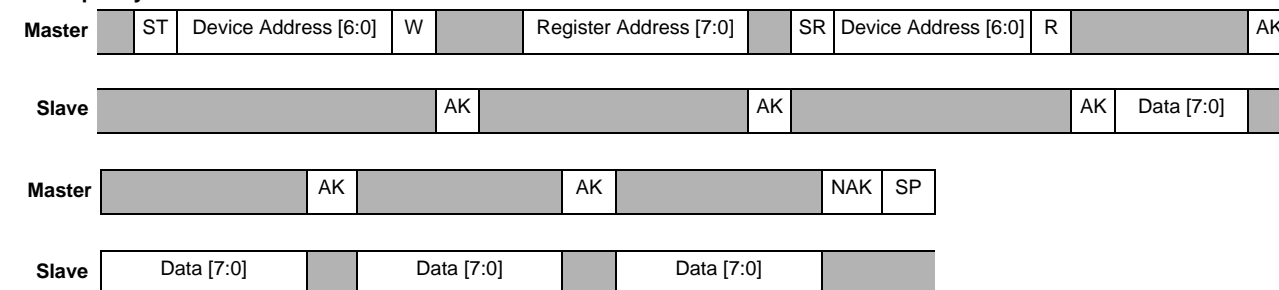 Master ST Device Address [6:0] W Register Address [7:0] SR Device Address [6:0] R AK
Slave AK AK AK Data [7:0]
Master AK AK NAK SP
Slave Data [7:0] Data [7:0] Data [7:0]